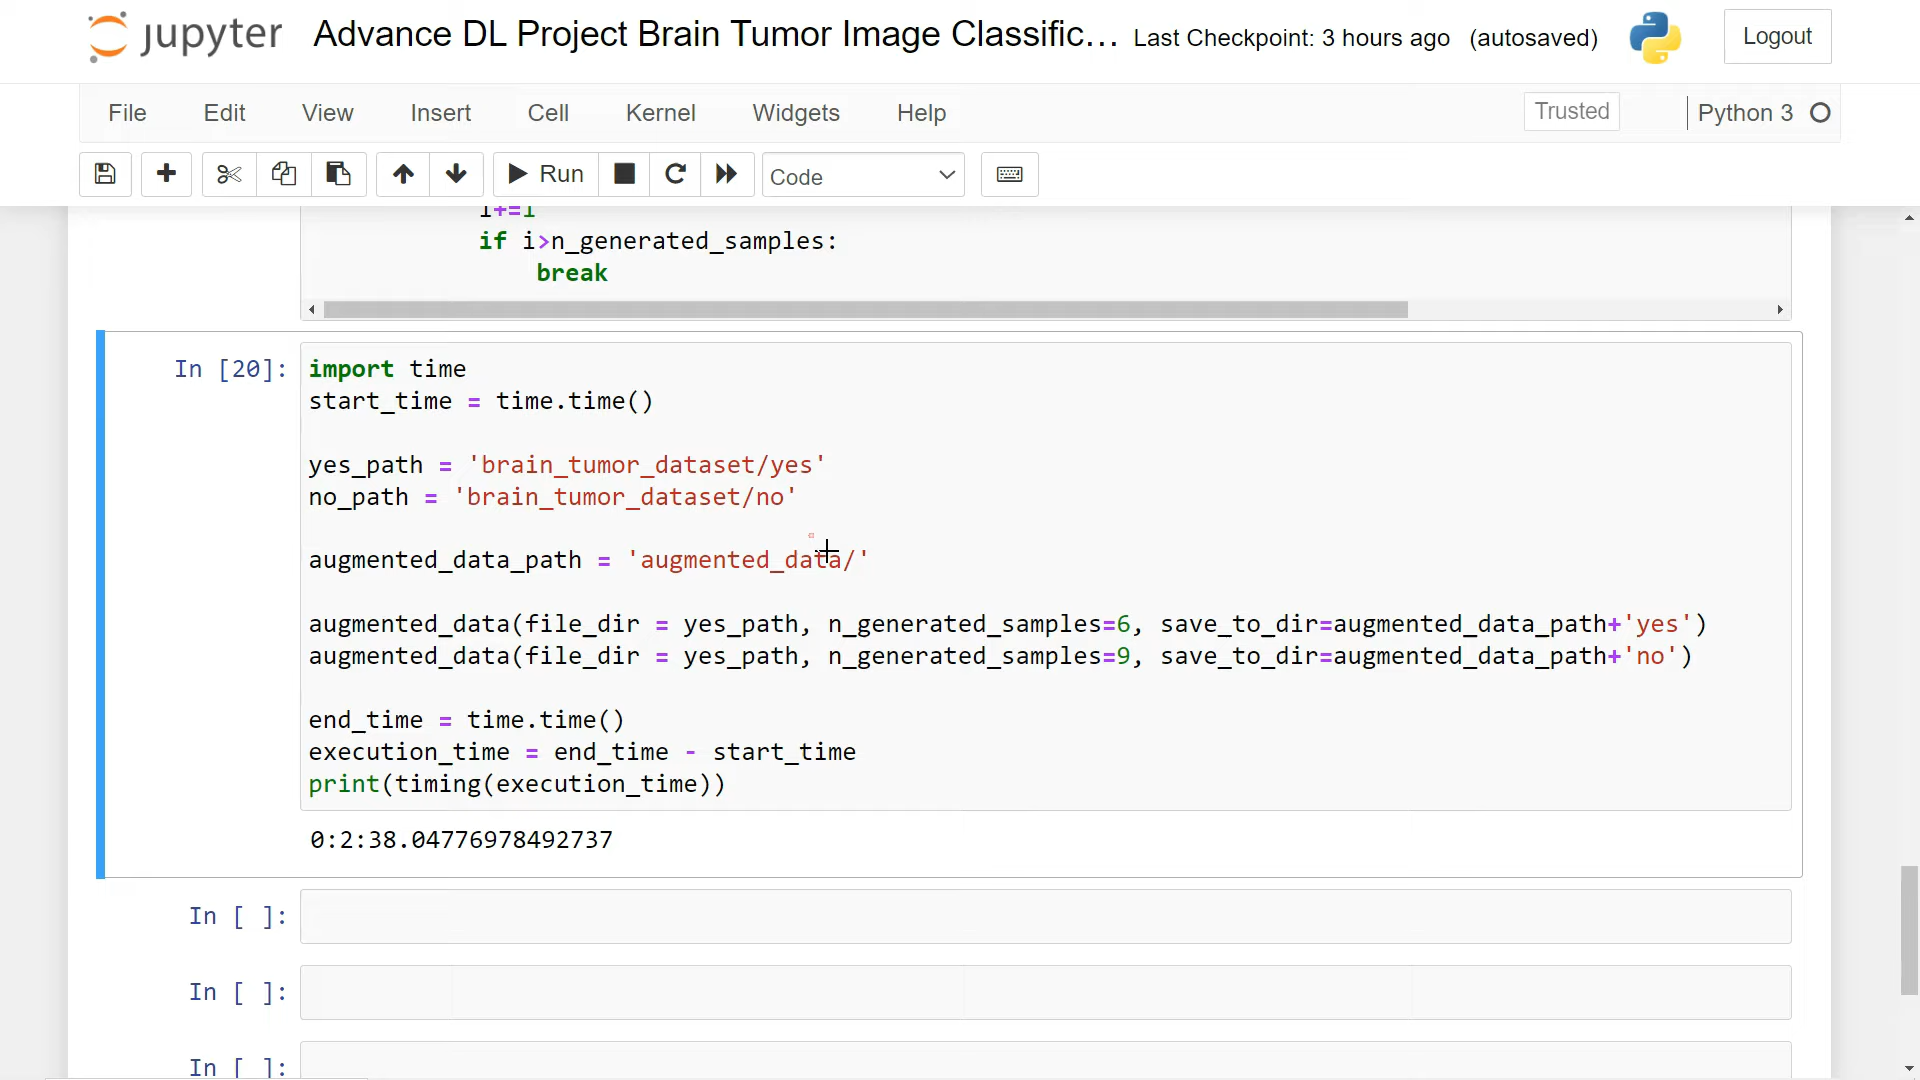 jupyter Advance DL Project Brain Tumor Image Classific... Last Checkpoint: 3 hours ago (autosaved) Logout
File Edit View Insert Cell Kernel Widgets Help Trusted Python 3
Run Code
i+=1
if i>n_generated_samples:
break
In [20]: import time
start_time = time.time()
yes_path = 'brain_tumor_dataset/yes'
no_path = 'brain_tumor_dataset/no'
augmented_data_path = 'augmented_data/'
augmented_data(file_dir = yes_path, n_generated_samples=6, save_to_dir=augmented_data_path+'yes')
augmented_data(file_dir = yes_path, n_generated_samples=9, save_to_dir=augmented_data_path+'no')
end_time = time.time()
execution_time = end_time - start_time
print(timing(execution_time))
0:2:38.04776978492737
In [ ]:
In [ ]:
In [ ]: